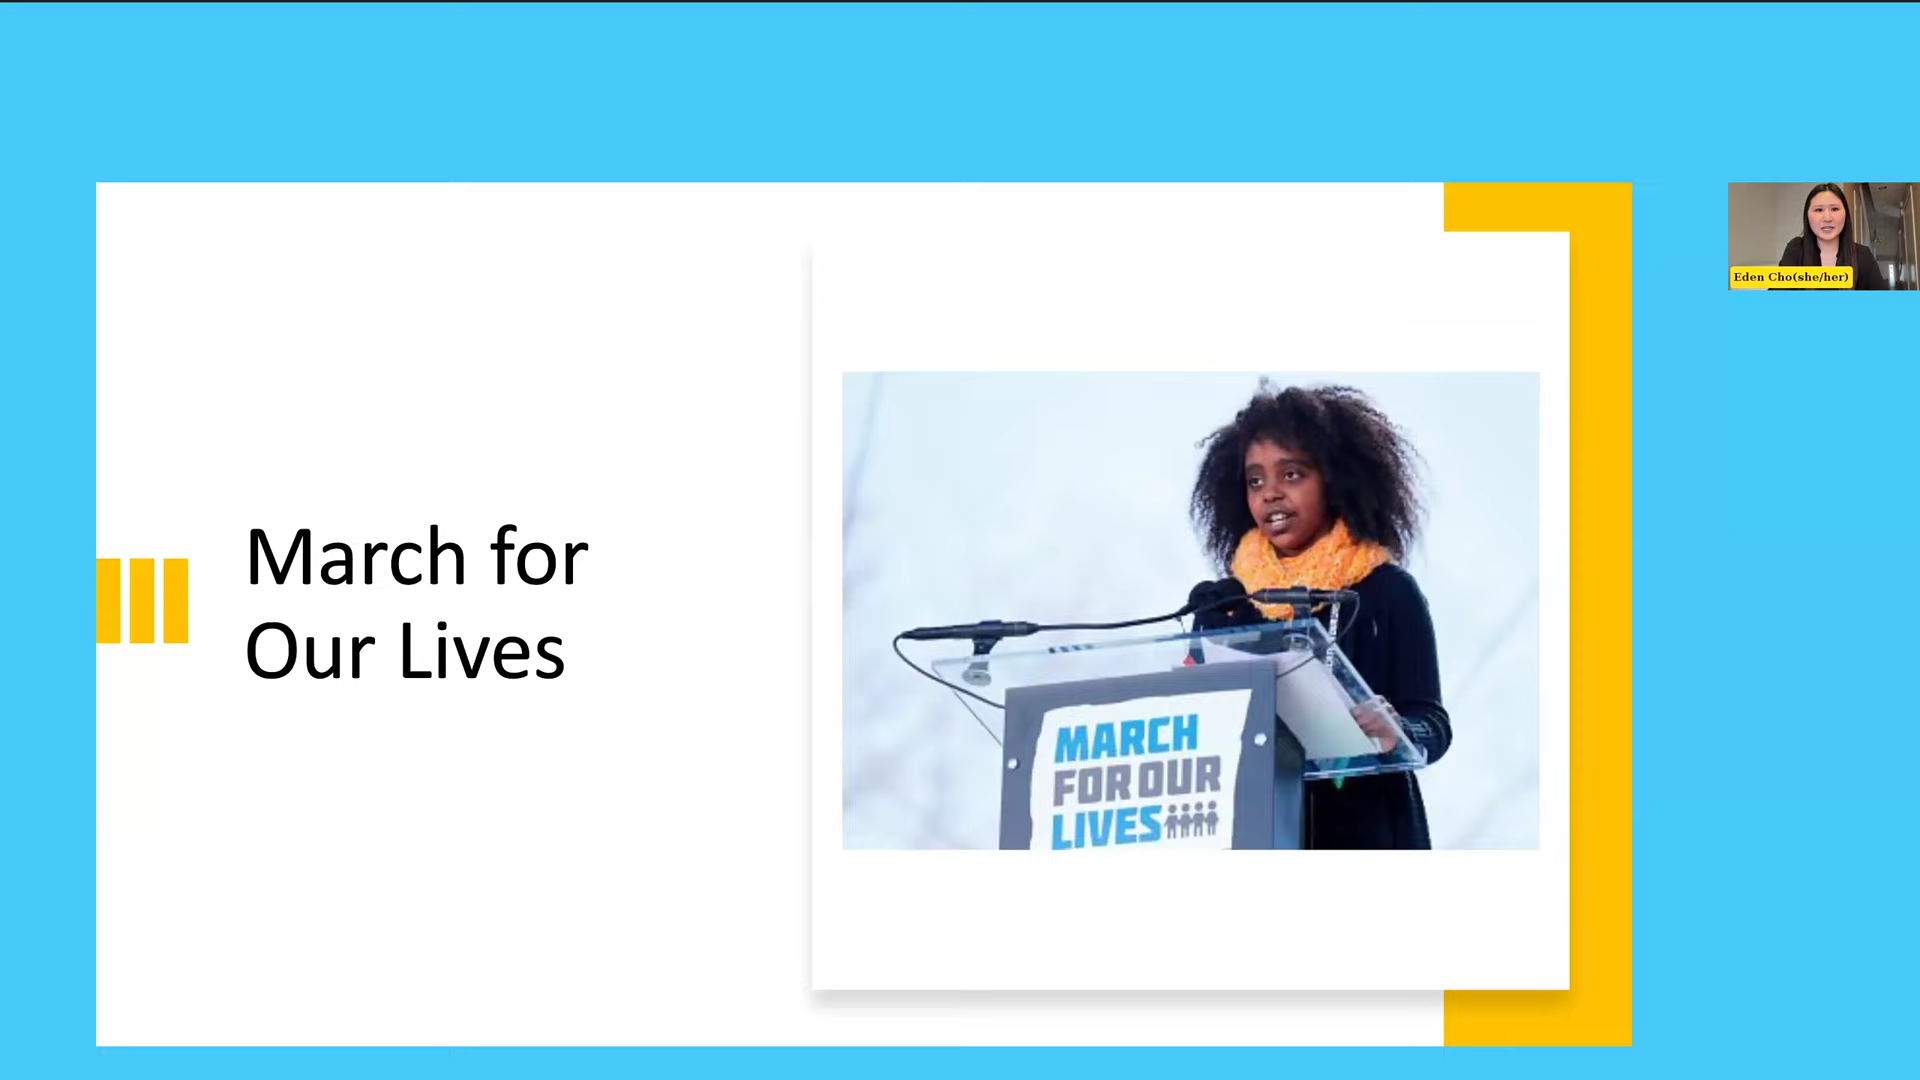 March for
Our Lives
MARCH
FOR OUR
LIVES
Eden Cho(she/her)